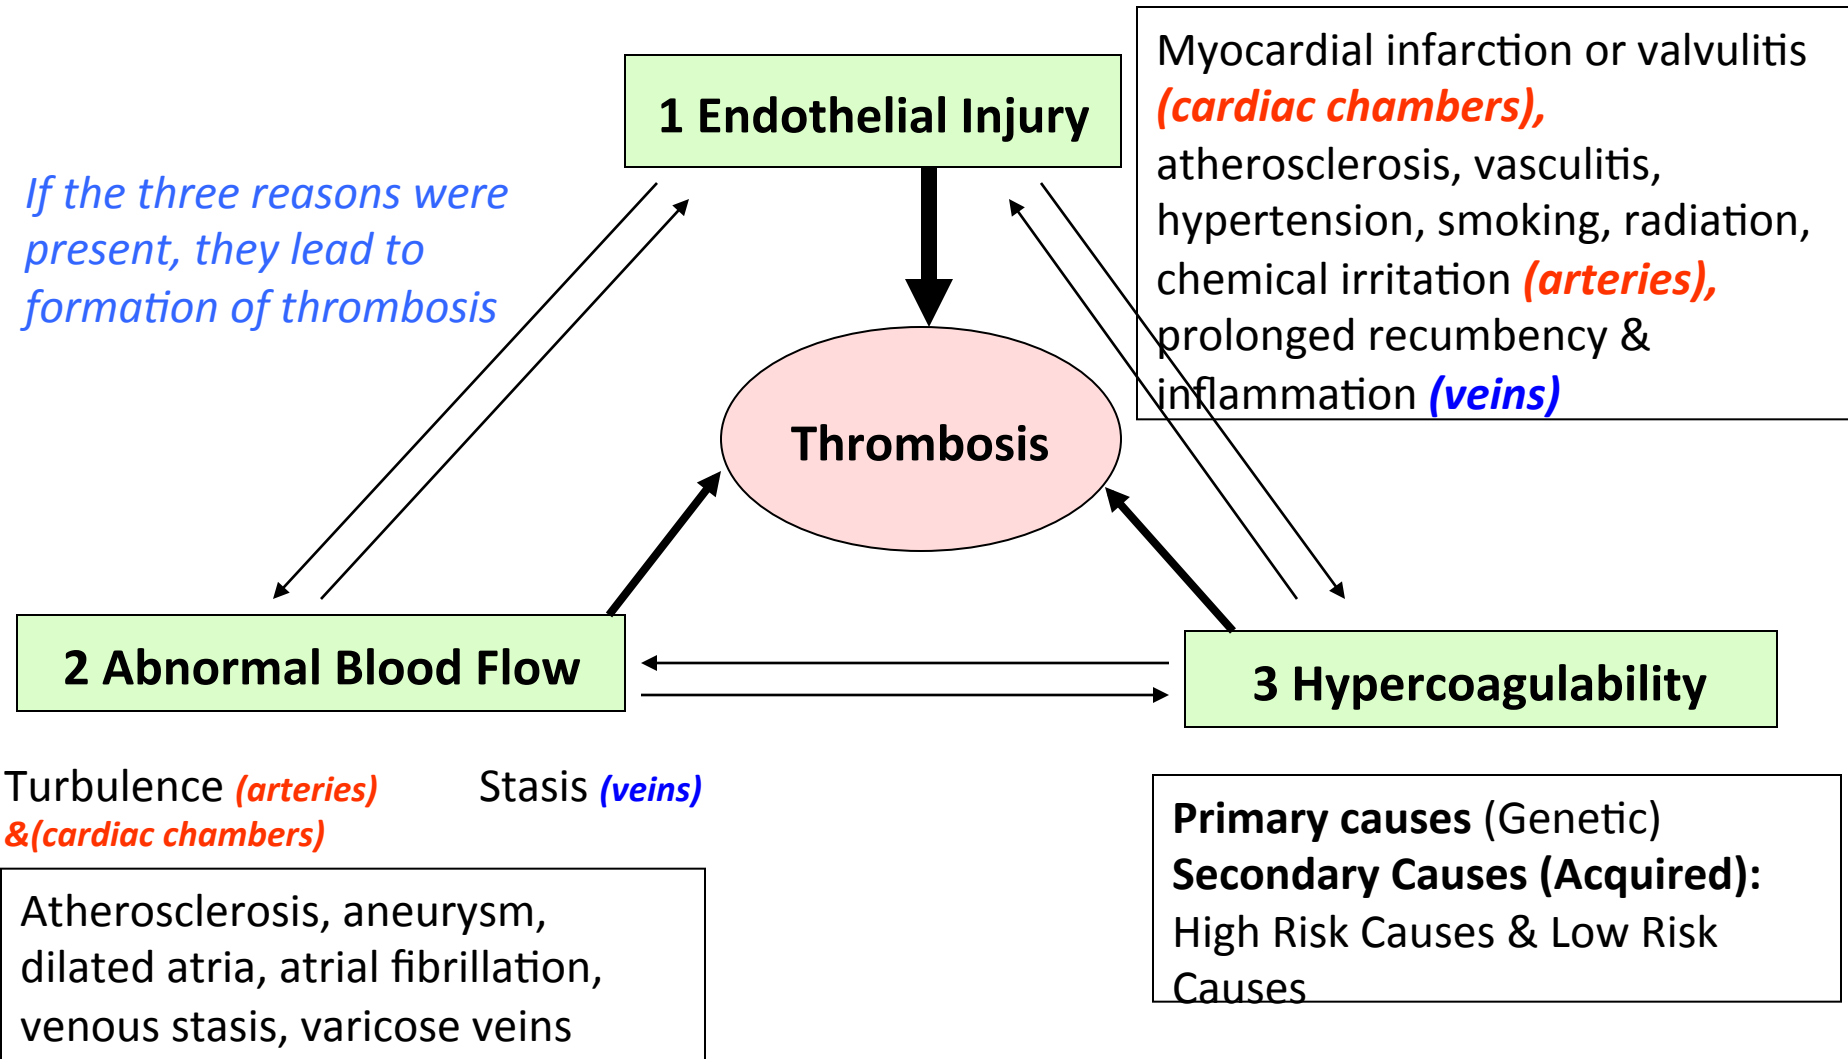 1 Endothelial Injury
Myocardial infarction or valvulitis
(cardiac chambers),
atherosclerosis, vasculitis,
hypertension, smoking, radiation,
chemical irritation (arteries),
prolonged recumbency &
inflammation (veins)
If the three reasons were
present, they lead to
formation of thrombosis
Thrombosis
2 Abnormal Blood Flow
3 Hypercoagulability
Turbulence (arteries)
&(cardiac chambers)
Stasis (veins)
Atherosclerosis, aneurysm,
dilated atria, atrial fibrillation,
venous stasis, varicose veins
Primary causes (Genetic)
Secondary Causes (Acquired):
High Risk Causes & Low Risk
Causes